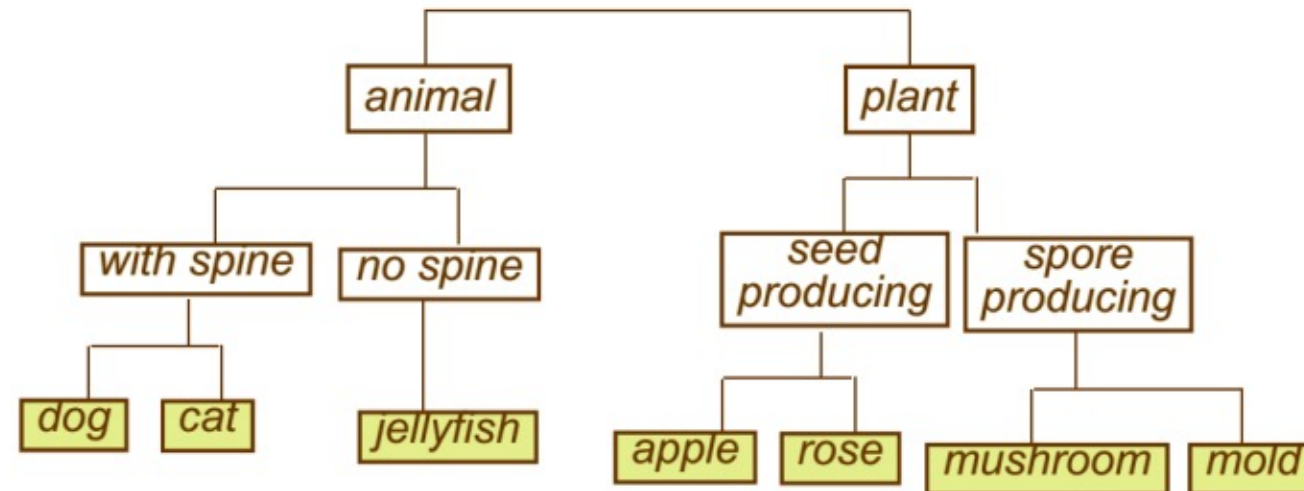 animal
plant
with spine
no spine
seed
producing
spore
producing
dog
cat
jellyfish
apple
rose
mushroom
mold